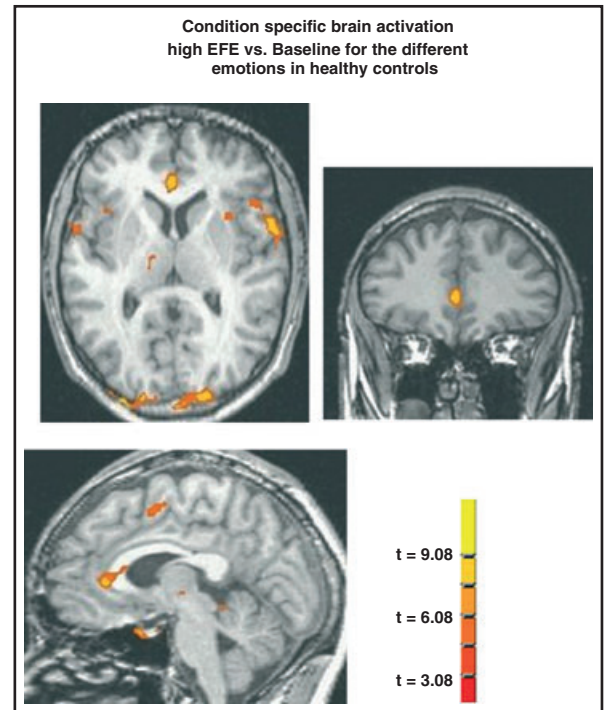 Condition specific brain activation
high EFE vs. Baseline for the different
emotions in healthy controls
t = 9.08
t = 6.08
t = 3.08